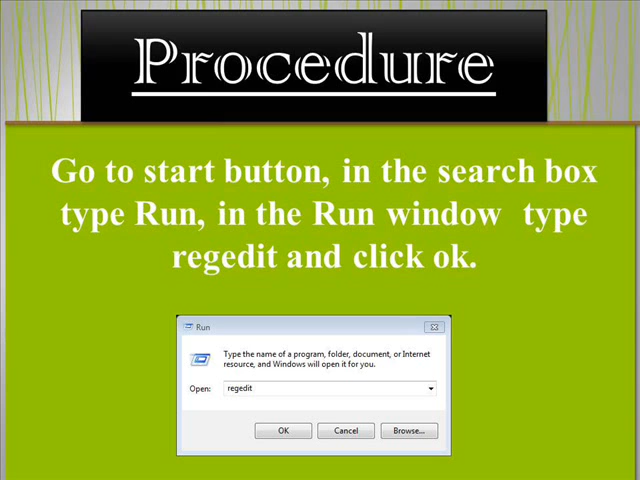 Procedure
Go to start button, in the search box
type Run, in the Run window type
regedit and click ok.
Run
Type the name of a program, folder, document, or Internet
resource, and Windows will open it for you.
Open: regedit
OK Cancel Browse...